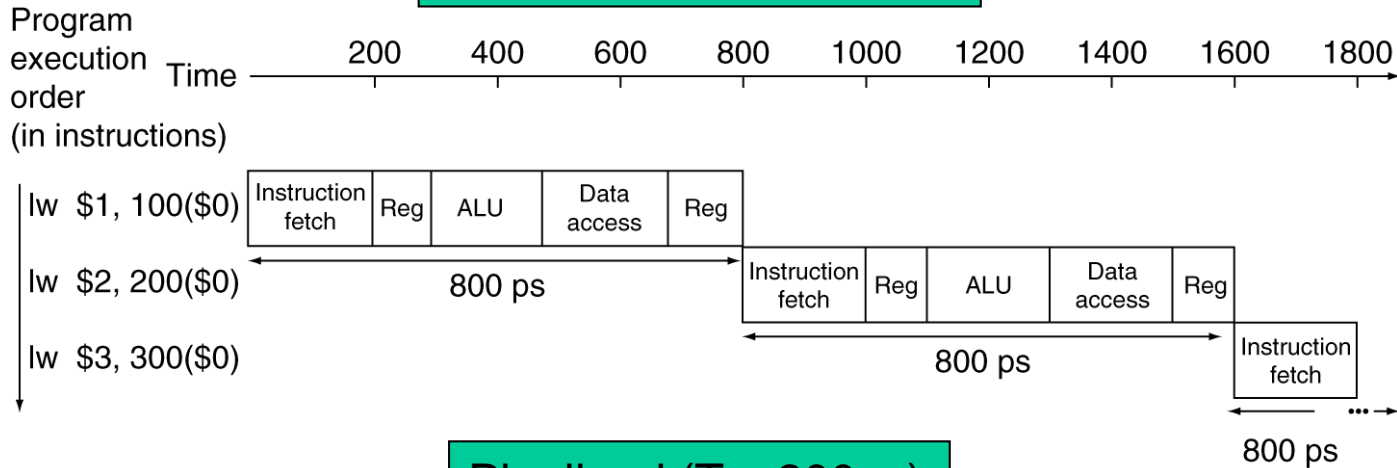 Program
execution
order
(in instructions)
Time
200 400 600 800 1000 1200 1400 1600 1800
lw $1, 100($0)
Instruction
fetch
Reg
ALU
Data
access
Reg
800 ps
lw $2, 200($0)
Instruction
fetch
Reg
ALU
Data
access
Reg
800 ps
lw $3, 300($0)
Instruction
fetch
...
800 ps